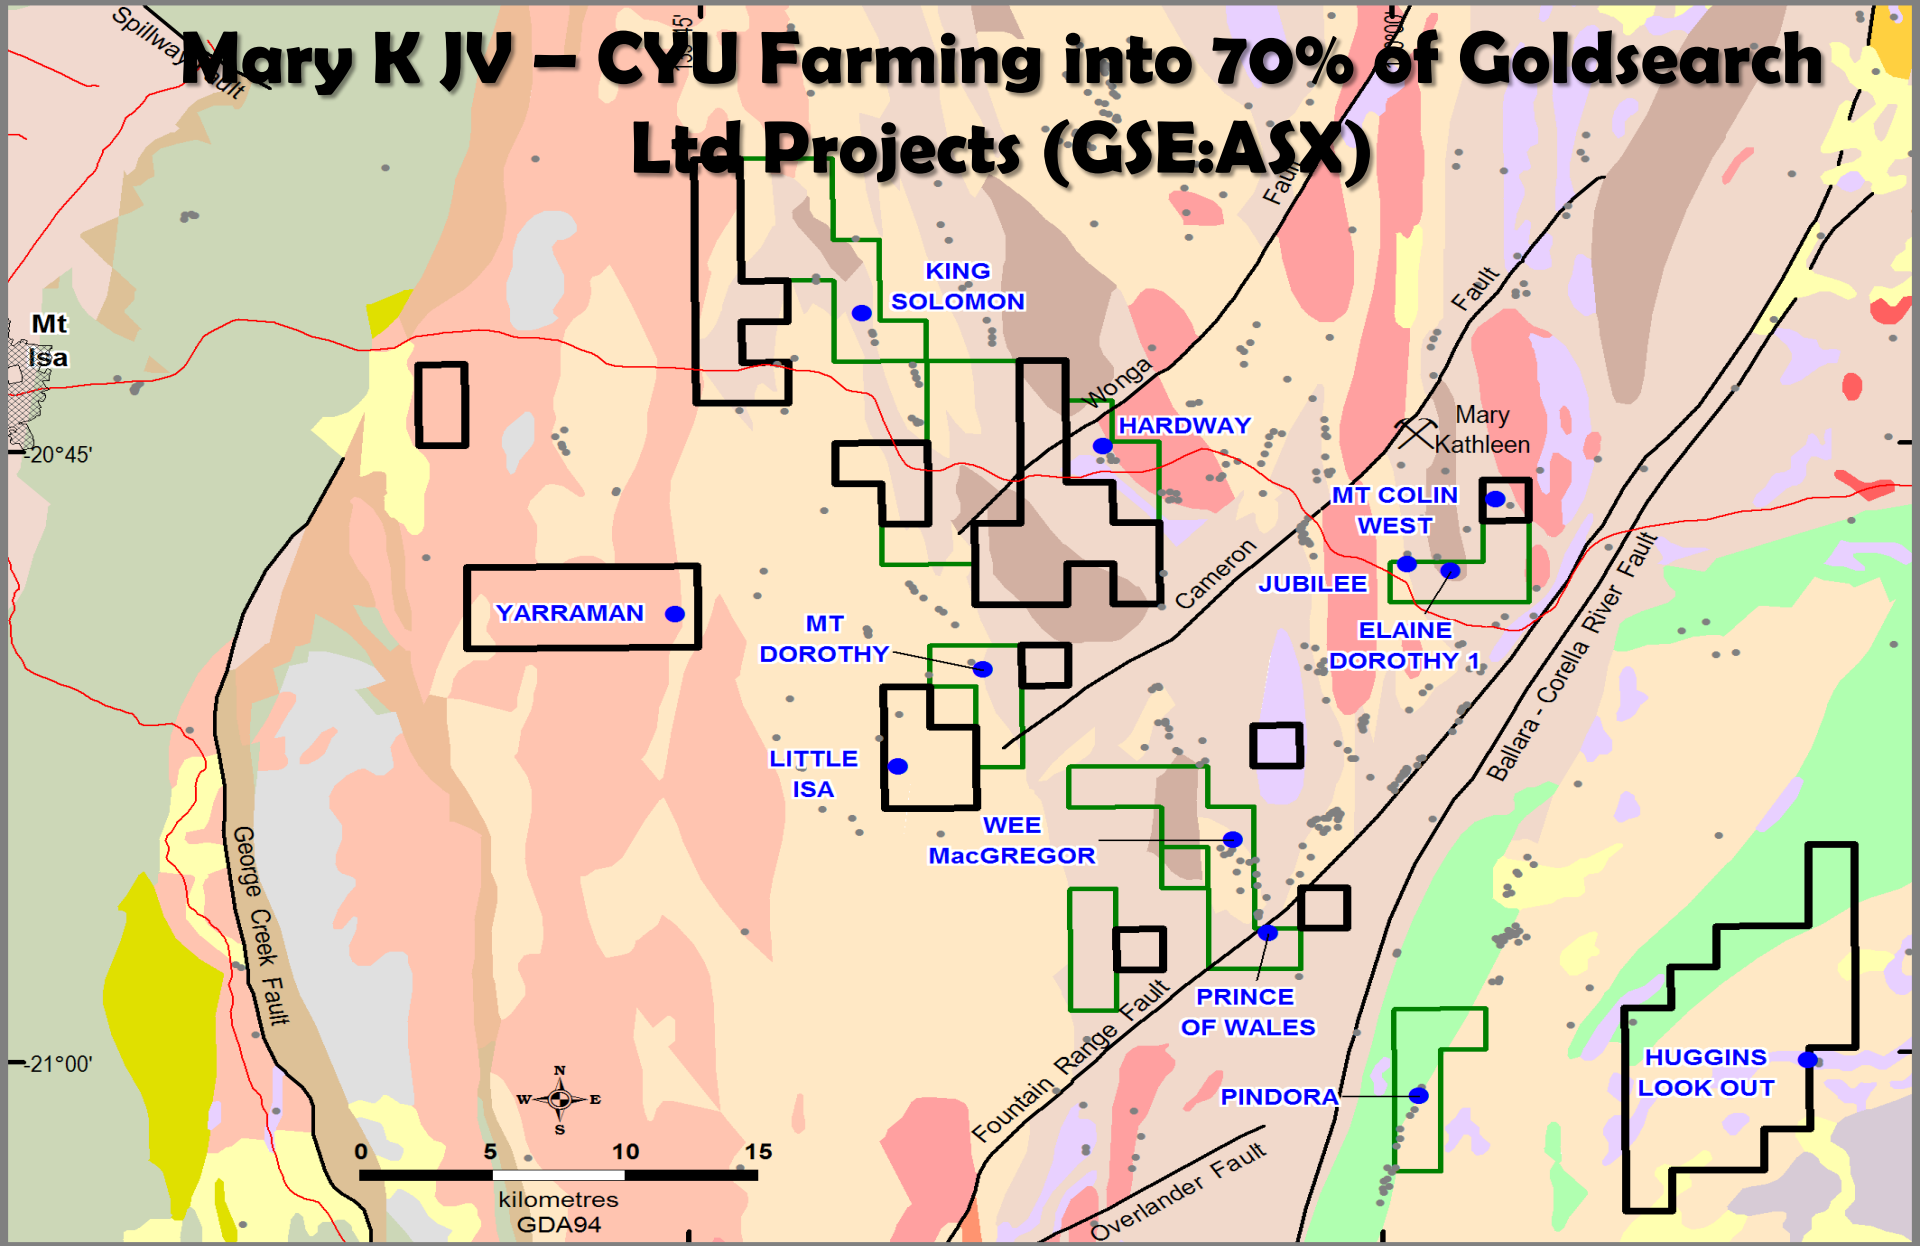 Mary K JV – CYU Farming into 70% of Goldsearch
Ltd Projects (GSE:ASX)
Spillway Fault
Fault
Fault
KING
SOLOMON
Mt
Isa
Wonga
HARDWAY
Mary
Kathleen
-20°45'
MT COLIN
WEST
Cameron
JUBILEE
Ballara - Corella River Fault
YARRAMAN
MT
DOROTHY
ELAINE
DOROTHY 1
LITTLE
ISA
WEE
MacGREGOR
George Creek Fault
PRINCE
OF WALES
Fountain Range Fault
-21°00'
HUGGINS
LOOK OUT
PINDORA
N
W E
S
0 5 10 15
kilometres
GDA94
Overlander Fault